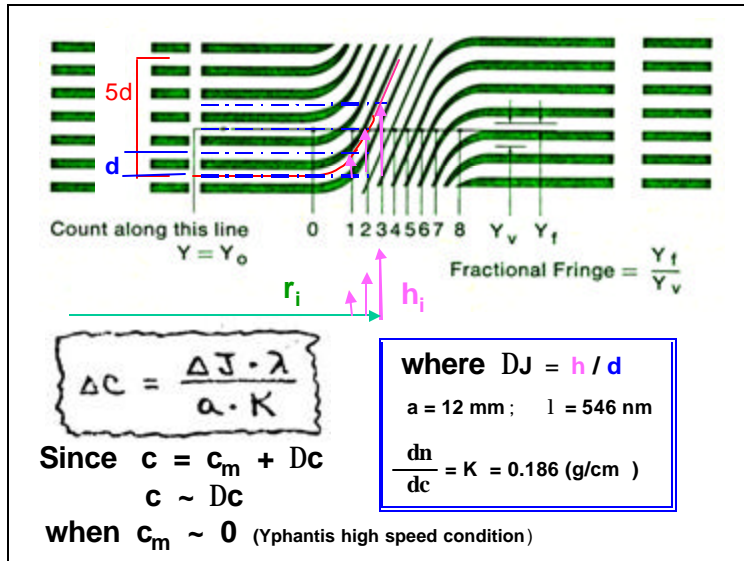 5d
d
Count along this line
Y = Y₀
0 1 2 3 4 5 6 7 8 Yᵥ Y_f
Fractional Fringe = Y_f / Yᵥ
rᵢ
hᵢ
ΔC = ΔJ · λ / a · K
where DJ = h / d
a = 12 mm ; l = 546 nm
dn / dc = K = 0.186 (g/cm )
Since c = cₘ + Dc
c ~ Dc
when cₘ ~ 0 (Yphantis high speed condition)